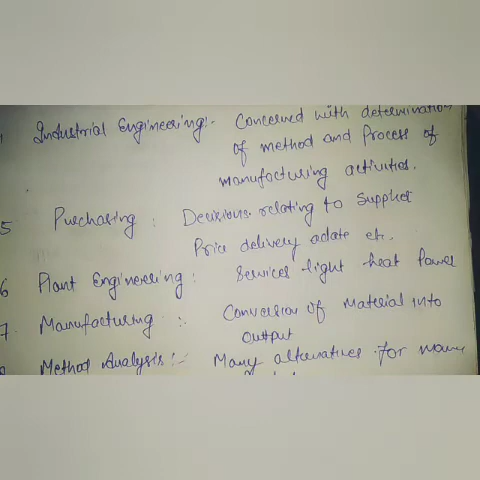 Industrial Engineering:- Concerned with determination
of method and Process of
manufacturing activities.
5 Purchasing : Decisions relating to Supplier
Price delivery adate etc.
6 Plant Engineering : Services light heat Power
7. Manufacturing :- Conversion of Material into
output
Method Analysis:- Many alternatives for